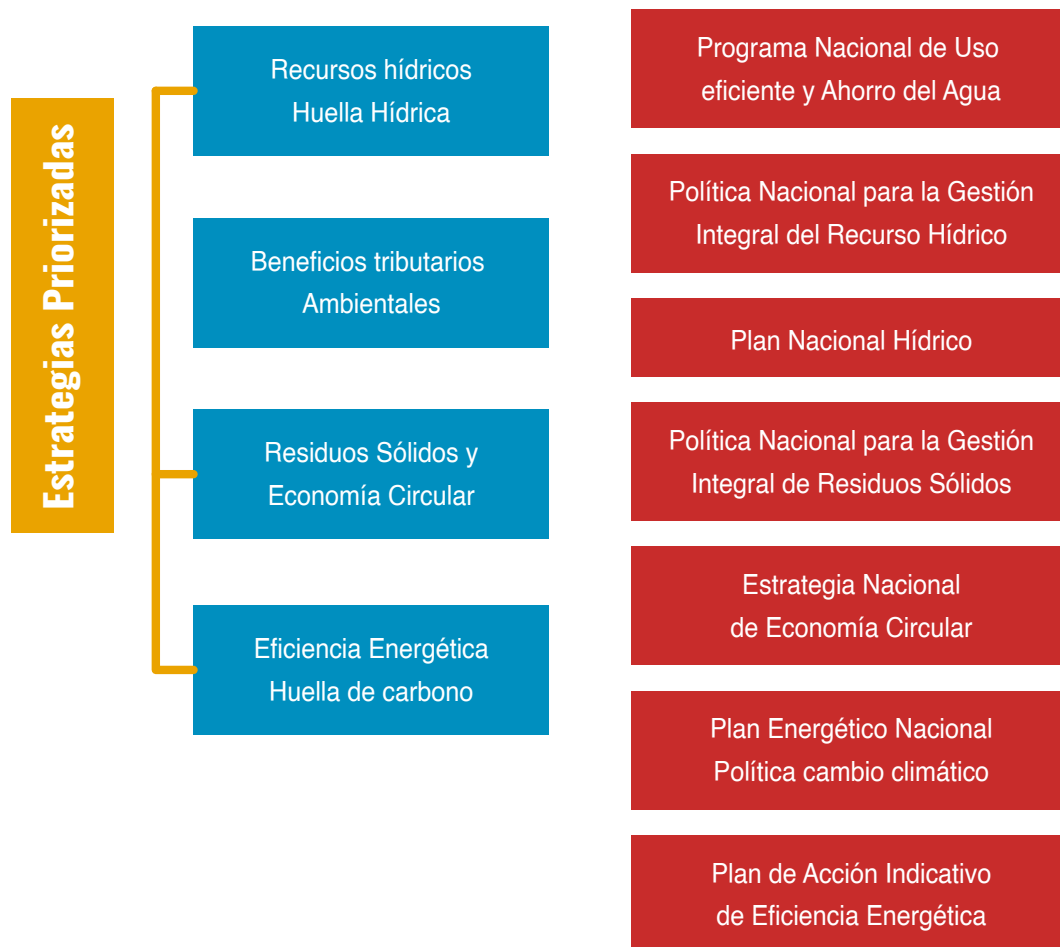 Estrategias Priorizadas
Recursos hídricos
Huella Hídrica
Beneficios tributarios
Ambientales
Residuos Sólidos y
Economía Circular
Eficiencia Energética
Huella de carbono
Programa Nacional de Uso
eficiente y Ahorro del Agua
Política Nacional para la Gestión
Integral del Recurso Hídrico
Plan Nacional Hídrico
Política Nacional para la Gestión
Integral de Residuos Sólidos
Estrategia Nacional
de Economía Circular
Plan Energético Nacional
Política cambio climático
Plan de Acción Indicativo
de Eficiencia Energética